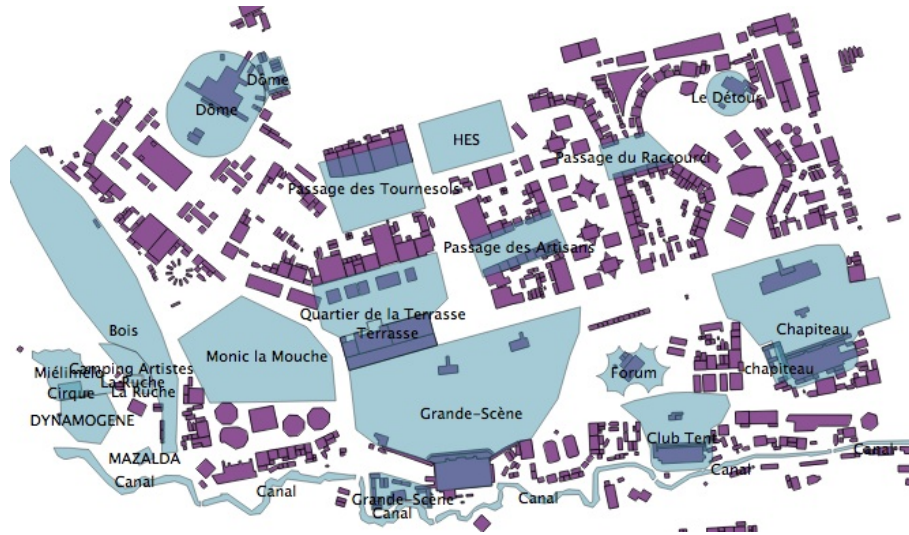 Dôme
Dôme
Le Détour
HES
Passage du Raccourci
Passage des Tournesols
Passage des Artisans
Quartier de la Terrasse
Terrasse
Bois
Chapiteau
Monic la Mouche
Camping Artistes
Miélimélo
La Ruche
Forum
chapiteau
Cirque
La Ruche
Grande-Scène
DYNAMOGENE
Club Tent
MAZALDA
Canal
Canal
Canal
Canal
Grande-Scène
Canal
Canal